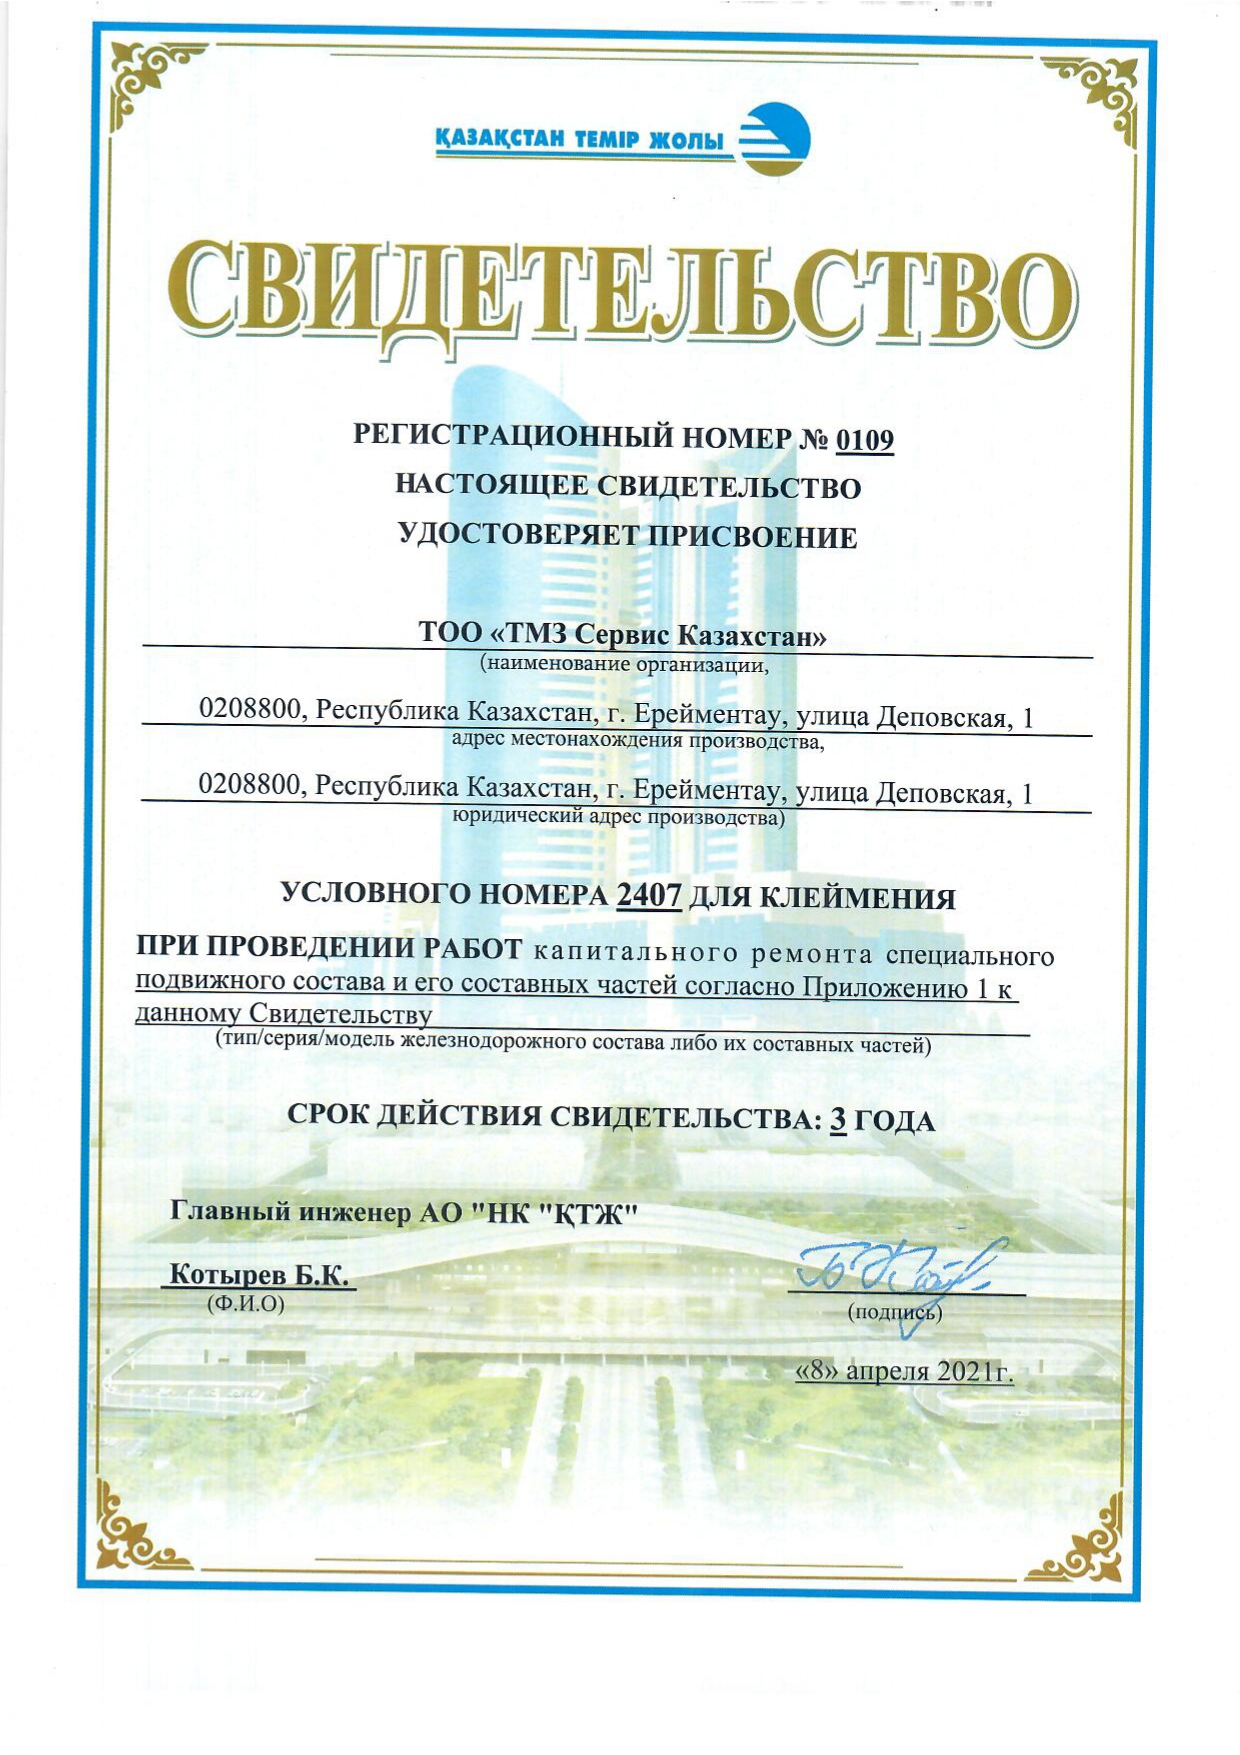 ҚАЗАҚСТАН ТЕМІР ЖОЛЫ
СВИДЕТЕЛЬСТВО
РЕГИСТРАЦИОННЫЙ НОМЕР № 0109
НАСТОЯЩЕЕ СВИДЕТЕЛЬСТВО
УДОСТОВЕРЯЕТ ПРИСВОЕНИЕ
ТОО «ТМЗ Сервис Казахстан»
(наименование организации,
0208800, Республика Казахстан, г. Ерейментау, улица Деповская, 1
адрес местонахождения производства,
0208800, Республика Казахстан, г. Ерейментау, улица Деповская, 1
юридический адрес производства)
УСЛОВНОГО НОМЕРА 2407 ДЛЯ КЛЕЙМЕНИЯ
ПРИ ПРОВЕДЕНИИ РАБОТ капитального ремонта специального
подвижного состава и его составных частей согласно Приложению 1 к
данному Свидетельству
(тип/серия/модель железнодорожного состава либо их составных частей)
СРОК ДЕЙСТВИЯ СВИДЕТЕЛЬСТВА: 3 ГОДА
Главный инженер АО "НК "ҚТЖ"
Котырев Б.К.
(Ф.И.О)
(подпись)
«8» апреля 2021г.